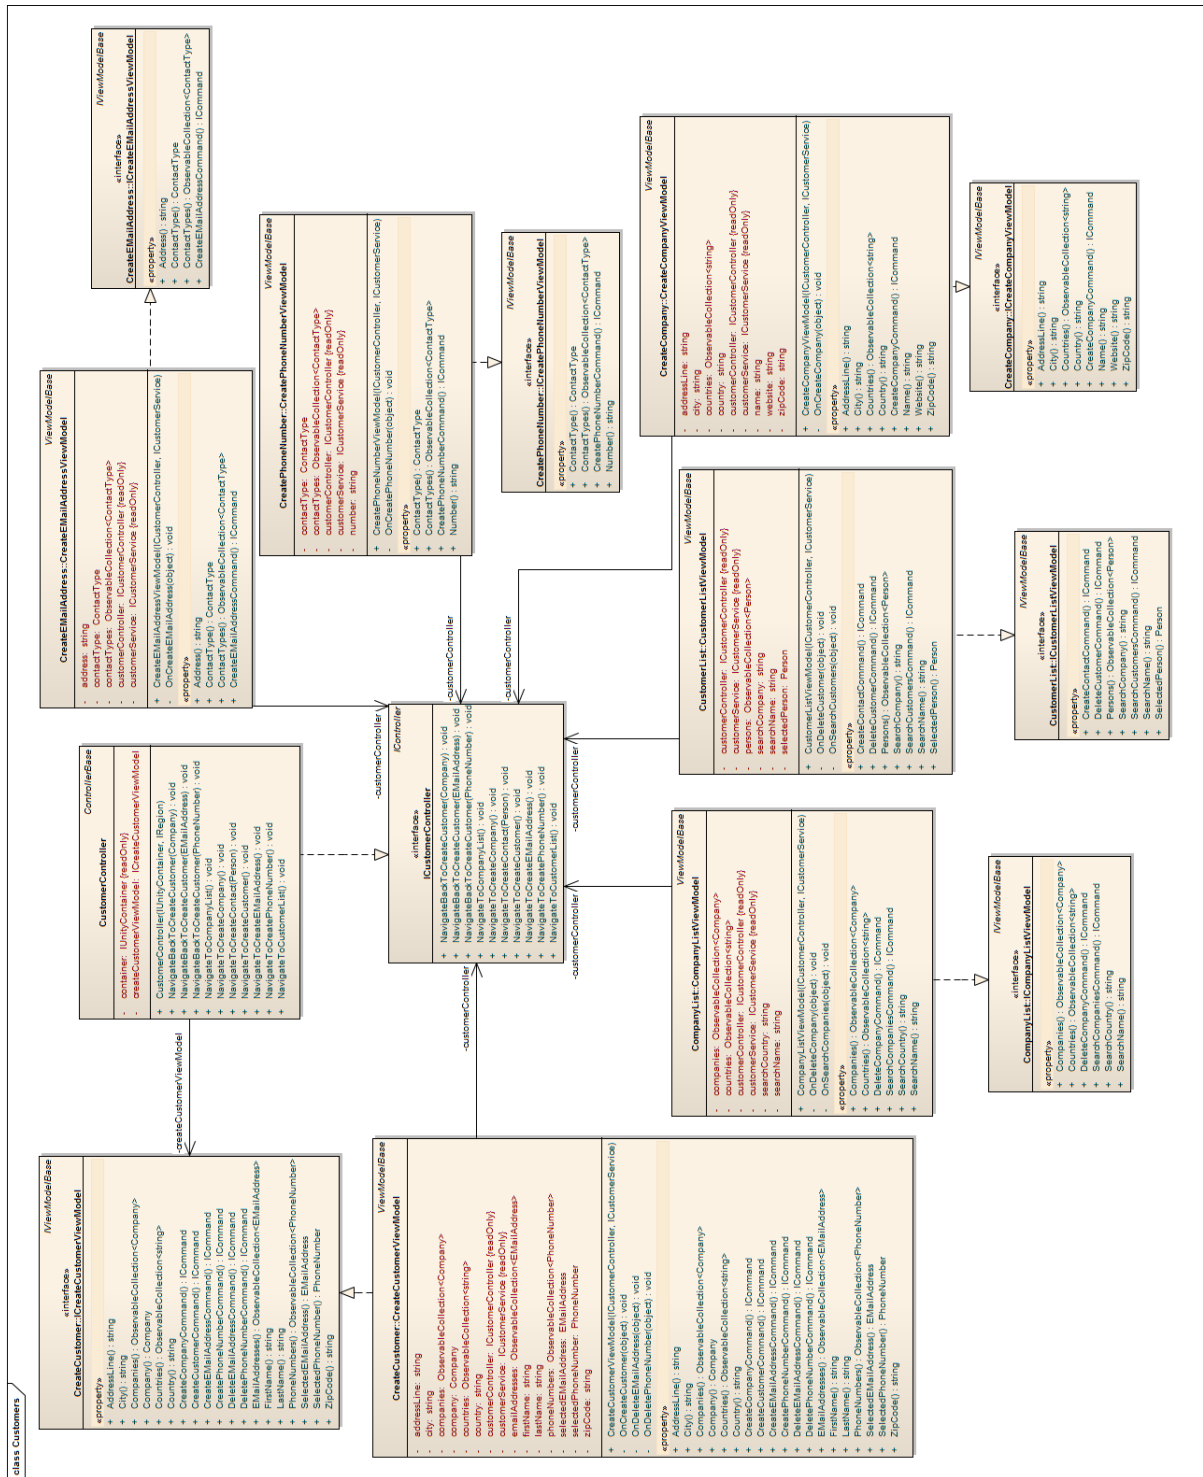 class Customers
IViewModelBase
«interface»
CreateCustomer::ICreateCustomerViewModel
«property»
+ AddressLine() : string
+ City() : string
+ Companies() : ObservableCollection<Company>
+ Company() : Company
+ Countries() : ObservableCollection<string>
+ Country() : string
+ CreateCompanyCommand() : ICommand
+ CreateCustomerCommand() : ICommand
+ CreateEMailAddressCommand() : ICommand
+ CreatePhoneNumberCommand() : ICommand
+ DeleteEMailAddressCommand() : ICommand
+ DeletePhoneNumberCommand() : ICommand
+ EMailAddresses() : ObservableCollection<EMailAddress>
+ FirstName() : string
+ LastName() : string
+ PhoneNumbers() : ObservableCollection<PhoneNumber>
+ SelectedEMailAddress() : EMailAddress
+ SelectedPhoneNumber() : PhoneNumber
+ ZipCode() : string
-createCustomerViewModel
ControllerBase
CustomerController
- container: IUnityContainer {readOnly}
- createCustomerViewModel: ICreateCustomerViewModel
+ CustomerController(IUnityContainer, IRegion)
+ NavigateBackToCreateCustomer(Company) : void
+ NavigateBackToCreateCustomer(EMailAddress) : void
+ NavigateBackToCreateCustomer(PhoneNumber) : void
+ NavigateToCompanyList() : void
+ NavigateToCreateCompany() : void
+ NavigateToCreateContact(Person) : void
+ NavigateToCreateCustomer() : void
+ NavigateToCreateEMailAddress() : void
+ NavigateToCreatePhoneNumber() : void
+ NavigateToCustomerList() : void
ViewModelBase
CreateEMailAddress::CreateEMailAddressViewModel
- address: string
- contactType: ContactType
- contactTypes: ObservableCollection<ContactType>
- customerController: ICustomerController {readOnly}
- customerService: ICustomerService {readOnly}
+ CreateEMailAddressViewModel(ICustomerController, ICustomerService)
- OnCreateEMailAddress(object) : void
«property»
+ Address() : string
+ ContactType() : ContactType
+ ContactTypes() : ObservableCollection<ContactType>
+ CreateEMailAddressCommand() : ICommand
IViewModelBase
«interface»
CreateEMailAddress::ICreateEMailAddressViewModel
«property»
+ Address() : string
+ ContactType() : ContactType
+ ContactTypes() : ObservableCollection<ContactType>
+ CreateEMailAddressCommand() : ICommand
ViewModelBase
CreatePhoneNumber::CreatePhoneNumberViewModel
- contactType: ContactType
- contactTypes: ObservableCollection<ContactType>
- customerController: ICustomerController {readOnly}
- customerService: ICustomerService {readOnly}
- number: string
+ CreatePhoneNumberViewModel(ICustomerController, ICustomerService)
- OnCreatePhoneNumber(object) : void
«property»
+ ContactType() : ContactType
+ ContactTypes() : ObservableCollection<ContactType>
+ CreatePhoneNumberCommand() : ICommand
+ Number() : string
IViewModelBase
«interface»
CreatePhoneNumber::ICreatePhoneNumberViewModel
«property»
+ ContactType() : ContactType
+ ContactTypes() : ObservableCollection<ContactType>
+ CreatePhoneNumberCommand() : ICommand
+ Number() : string
-customerController
-customerController
-customerController
-customerController
-customerController
-customerController
IController
«interface»
ICustomerController
+ NavigateBackToCreateCustomer(Company) : void
+ NavigateBackToCreateCustomer(EMailAddress) : void
+ NavigateBackToCreateCustomer(PhoneNumber) : void
+ NavigateToCompanyList() : void
+ NavigateToCreateCompany() : void
+ NavigateToCreateContact(Person) : void
+ NavigateToCreateCustomer() : void
+ NavigateToCreateEMailAddress() : void
+ NavigateToCreatePhoneNumber() : void
+ NavigateToCustomerList() : void
ViewModelBase
CreateCustomer::CreateCustomerViewModel
- addressLine: string
- city: string
- companies: ObservableCollection<Company>
- company: Company
- countries: ObservableCollection<string>
- country: string
- customerController: ICustomerController {readOnly}
- customerService: ICustomerService {readOnly}
- emailAddresses: ObservableCollection<EMailAddress>
- firstName: string
- lastName: string
- phoneNumbers: ObservableCollection<PhoneNumber>
- selectedEMailAddress: EMailAddress
- selectedPhoneNumber: PhoneNumber
- zipCode: string
+ CreateCustomerViewModel(ICustomerController, ICustomerService)
- OnCreateCustomer(object) : void
- OnDeleteEMailAddress(object) : void
- OnDeletePhoneNumber(object) : void
«property»
+ AddressLine() : string
+ City() : string
+ Companies() : ObservableCollection<Company>
+ Company() : Company
+ Countries() : ObservableCollection<string>
+ Country() : string
+ CreateCompanyCommand() : ICommand
+ CreateCustomerCommand() : ICommand
+ CreateEMailAddressCommand() : ICommand
+ CreatePhoneNumberCommand() : ICommand
+ DeleteEMailAddressCommand() : ICommand
+ DeletePhoneNumberCommand() : ICommand
+ EMailAddresses() : ObservableCollection<EMailAddress>
+ FirstName() : string
+ LastName() : string
+ PhoneNumbers() : ObservableCollection<PhoneNumber>
+ SelectedEMailAddress() : EMailAddress
+ SelectedPhoneNumber() : PhoneNumber
+ ZipCode() : string
ViewModelBase
CompanyList::CompanyListViewModel
- companies: ObservableCollection<Company>
- countries: ObservableCollection<string>
- customerController: ICustomerController {readOnly}
- customerService: ICustomerService {readOnly}
- searchCountry: string
- searchName: string
+ CompanyListViewModel(ICustomerController, ICustomerService)
- OnDeleteCompany(object) : void
- OnSearchCompanies(object) : void
«property»
+ Companies() : ObservableCollection<Company>
+ Countries() : ObservableCollection<string>
+ DeleteCompanyCommand() : ICommand
+ SearchCompaniesCommand() : ICommand
+ SearchCountry() : string
+ SearchName() : string
IViewModelBase
«interface»
CompanyList::ICompanyListViewModel
«property»
+ Companies() : ObservableCollection<Company>
+ Countries() : ObservableCollection<string>
+ DeleteCompanyCommand() : ICommand
+ SearchCompaniesCommand() : ICommand
+ SearchCountry() : string
+ SearchName() : string
ViewModelBase
CustomerList::CustomerListViewModel
- customerController: ICustomerController {readOnly}
- customerService: ICustomerService {readOnly}
- persons: ObservableCollection<Person>
- searchCompany: string
- searchName: string
- selectedPerson: Person
+ CustomerListViewModel(ICustomerController, ICustomerService)
- OnDeleteCustomer(object) : void
- OnSearchCustomer(object) : void
«property»
+ CreateContactCommand() : ICommand
+ DeleteCustomerCommand() : ICommand
+ Persons() : ObservableCollection<Person>
+ SearchCompany() : string
+ SearchCustomersCommand() : ICommand
+ SearchName() : string
+ SelectedPerson() : Person
IViewModelBase
«interface»
CustomerList::ICustomerListViewModel
«property»
+ CreateContactCommand() : ICommand
+ DeleteCustomerCommand() : ICommand
+ Persons() : ObservableCollection<Person>
+ SearchCompany() : string
+ SearchCustomersCommand() : ICommand
+ SearchName() : string
+ SelectedPerson() : Person
ViewModelBase
CreateCompany::CreateCompanyViewModel
- addressLine: string
- city: string
- countries: ObservableCollection<string>
- country: string
- customerController: ICustomerController {readOnly}
- customerService: ICustomerService {readOnly}
- name: string
- website: string
- zipCode: string
+ CreateCompanyViewModel(ICustomerController, ICustomerService)
- OnCreateCompany(object) : void
«property»
+ AddressLine() : string
+ City() : string
+ Countries() : ObservableCollection<string>
+ Country() : string
+ CreateCompanyCommand() : ICommand
+ Name() : string
+ Website() : string
+ ZipCode() : string
IViewModelBase
«interface»
CreateCompany::ICreateCompanyViewModel
«property»
+ AddressLine() : string
+ City() : string
+ Countries() : ObservableCollection<string>
+ Country() : string
+ CreateCompanyCommand() : ICommand
+ Name() : string
+ Website() : string
+ ZipCode() : string